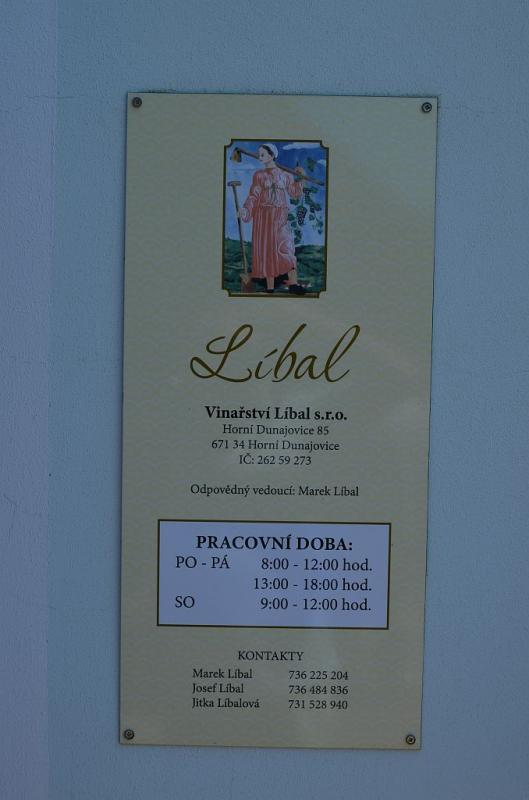 Líbal
Vinařství Líbal s.r.o.
Horní Dunajovice 85
671 34 Horní Dunajovice
IČ: 262 59 273
Odpovědný vedoucí: Marek Líbal
PRACOVNÍ DOBA:
PO - PÁ 8:00 - 12:00 hod.
13:00 - 18:00 hod.
SO 9:00 - 12:00 hod.
KONTAKTY
Marek Líbal 736 225 204
Josef Líbal 736 484 836
Jitka Líbalová 731 528 940